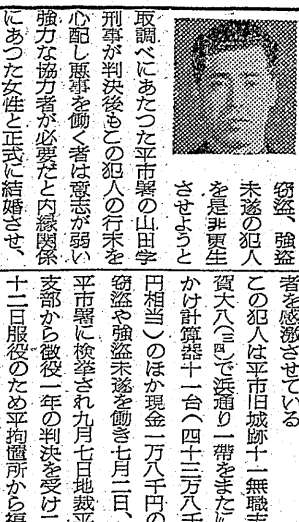 窃盗、強盗
未遂の犯人
を是非更生
させようと
取調べにあたつた平市署の山田学
刑事が判決後もこの犯人の行末を
心配し悪事を働く者は意志が弱い
強力な協力者が必要だと内縁関係
にあつた女性と正式に結婚させ、
者を感激させている
この犯人は平市旧城跡十一無職志
賀大八で浜通り一帯をまたに
かけ計算器十一台(四十三万八千
円相当)のほか現金一万八千円の
窃盗や強盗未遂を働き七月二日、
平市署に検挙され九月七日地裁平
支部から懲役一年の判決を受け二
十二日服役のため平拘置所から福